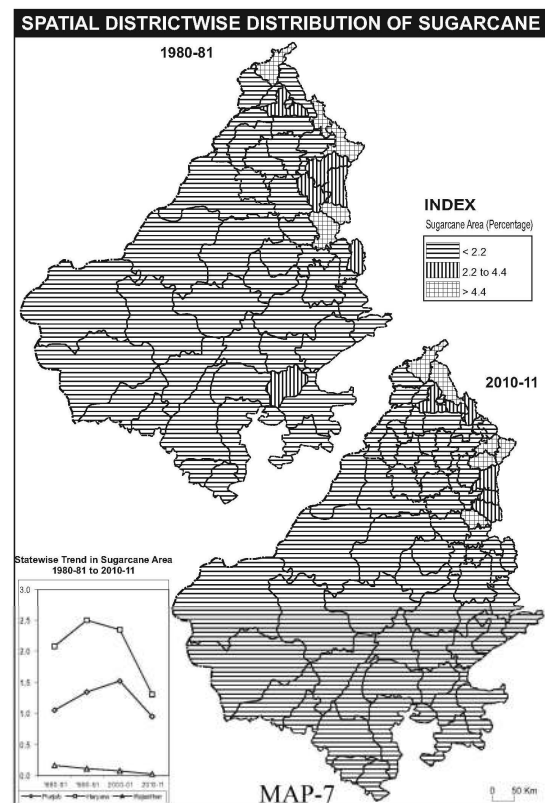 SPATIAL DISTRICTWISE DISTRIBUTION OF SUGARCANE
1980-81
INDEX
Sugarcane Area (Percentage)
< 2.2
2.2 to 4.4
> 4.4
2010-11
Statewise Trend in Sugarcane Area
1980-81 to 2010-11
3.0
2.5
2.0
1.5
1.0
0.5
0.0
1980-81 2000-01 2010-11
Punjab Haryana Rajasthan
MAP-7
0 50 Km